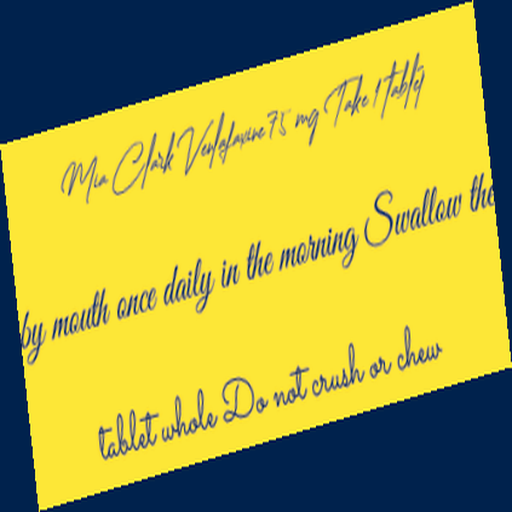 Mia Clark Venlafaxine 75 mg Take 1 tablet
by mouth once daily in the morning Swallow the
tablet whole Do not crush or chew